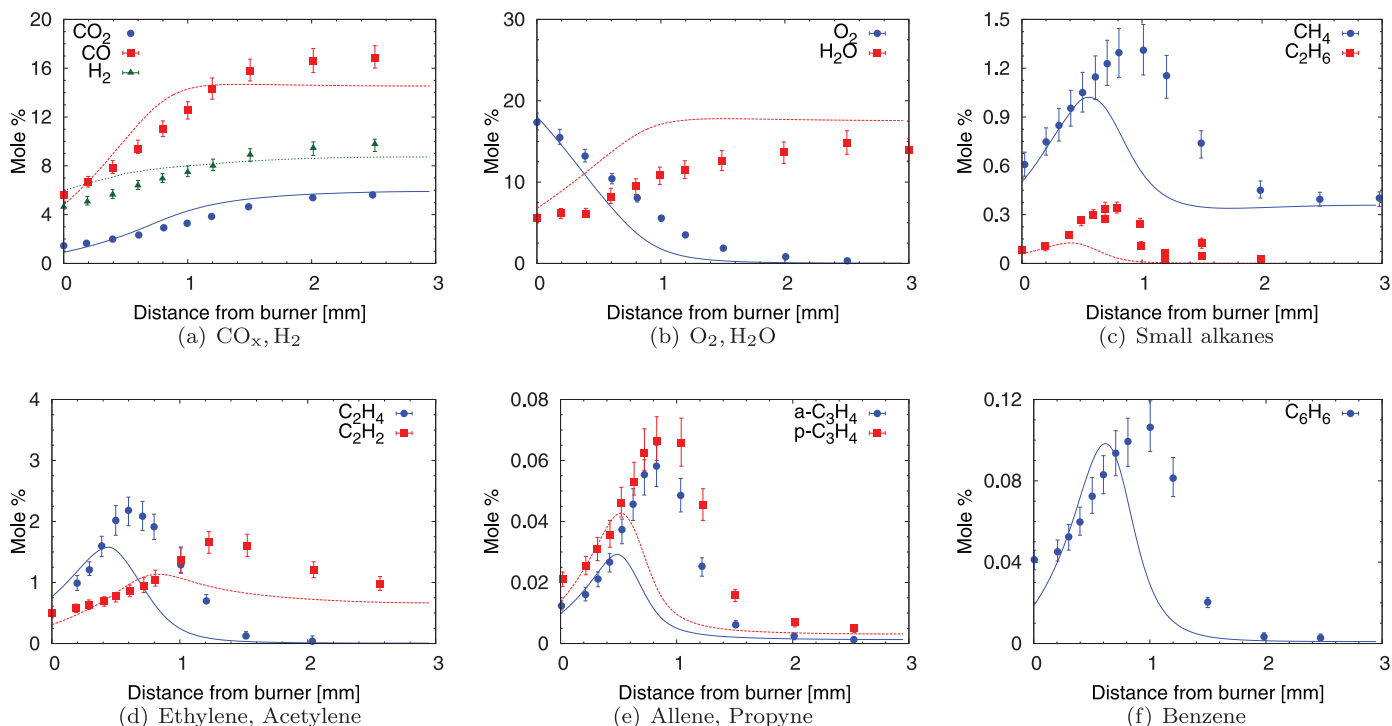 CO2
CO
H2
20
16
12
8
4
0
Mole %
0 1 2 3
Distance from burner [mm]
(a) COx, H2
O2
H2O
30
20
10
0
Mole %
0 1 2 3
Distance from burner [mm]
(b) O2, H2O
CH4
C2H6
1.5
1.2
0.9
0.6
0.3
0
Mole %
0 1 2 3
Distance from burner [mm]
(c) Small alkanes
C2H4
C2H2
4
3
2
1
0
Mole %
0 1 2 3
Distance from burner [mm]
(d) Ethylene, Acetylene
a-C3H4
p-C3H4
0.08
0.06
0.04
0.02
0
Mole %
0 1 2 3
Distance from burner [mm]
(e) Allene, Propyne
C6H6
0.12
0.08
0.04
0
Mole %
0 1 2 3
Distance from burner [mm]
(f) Benzene